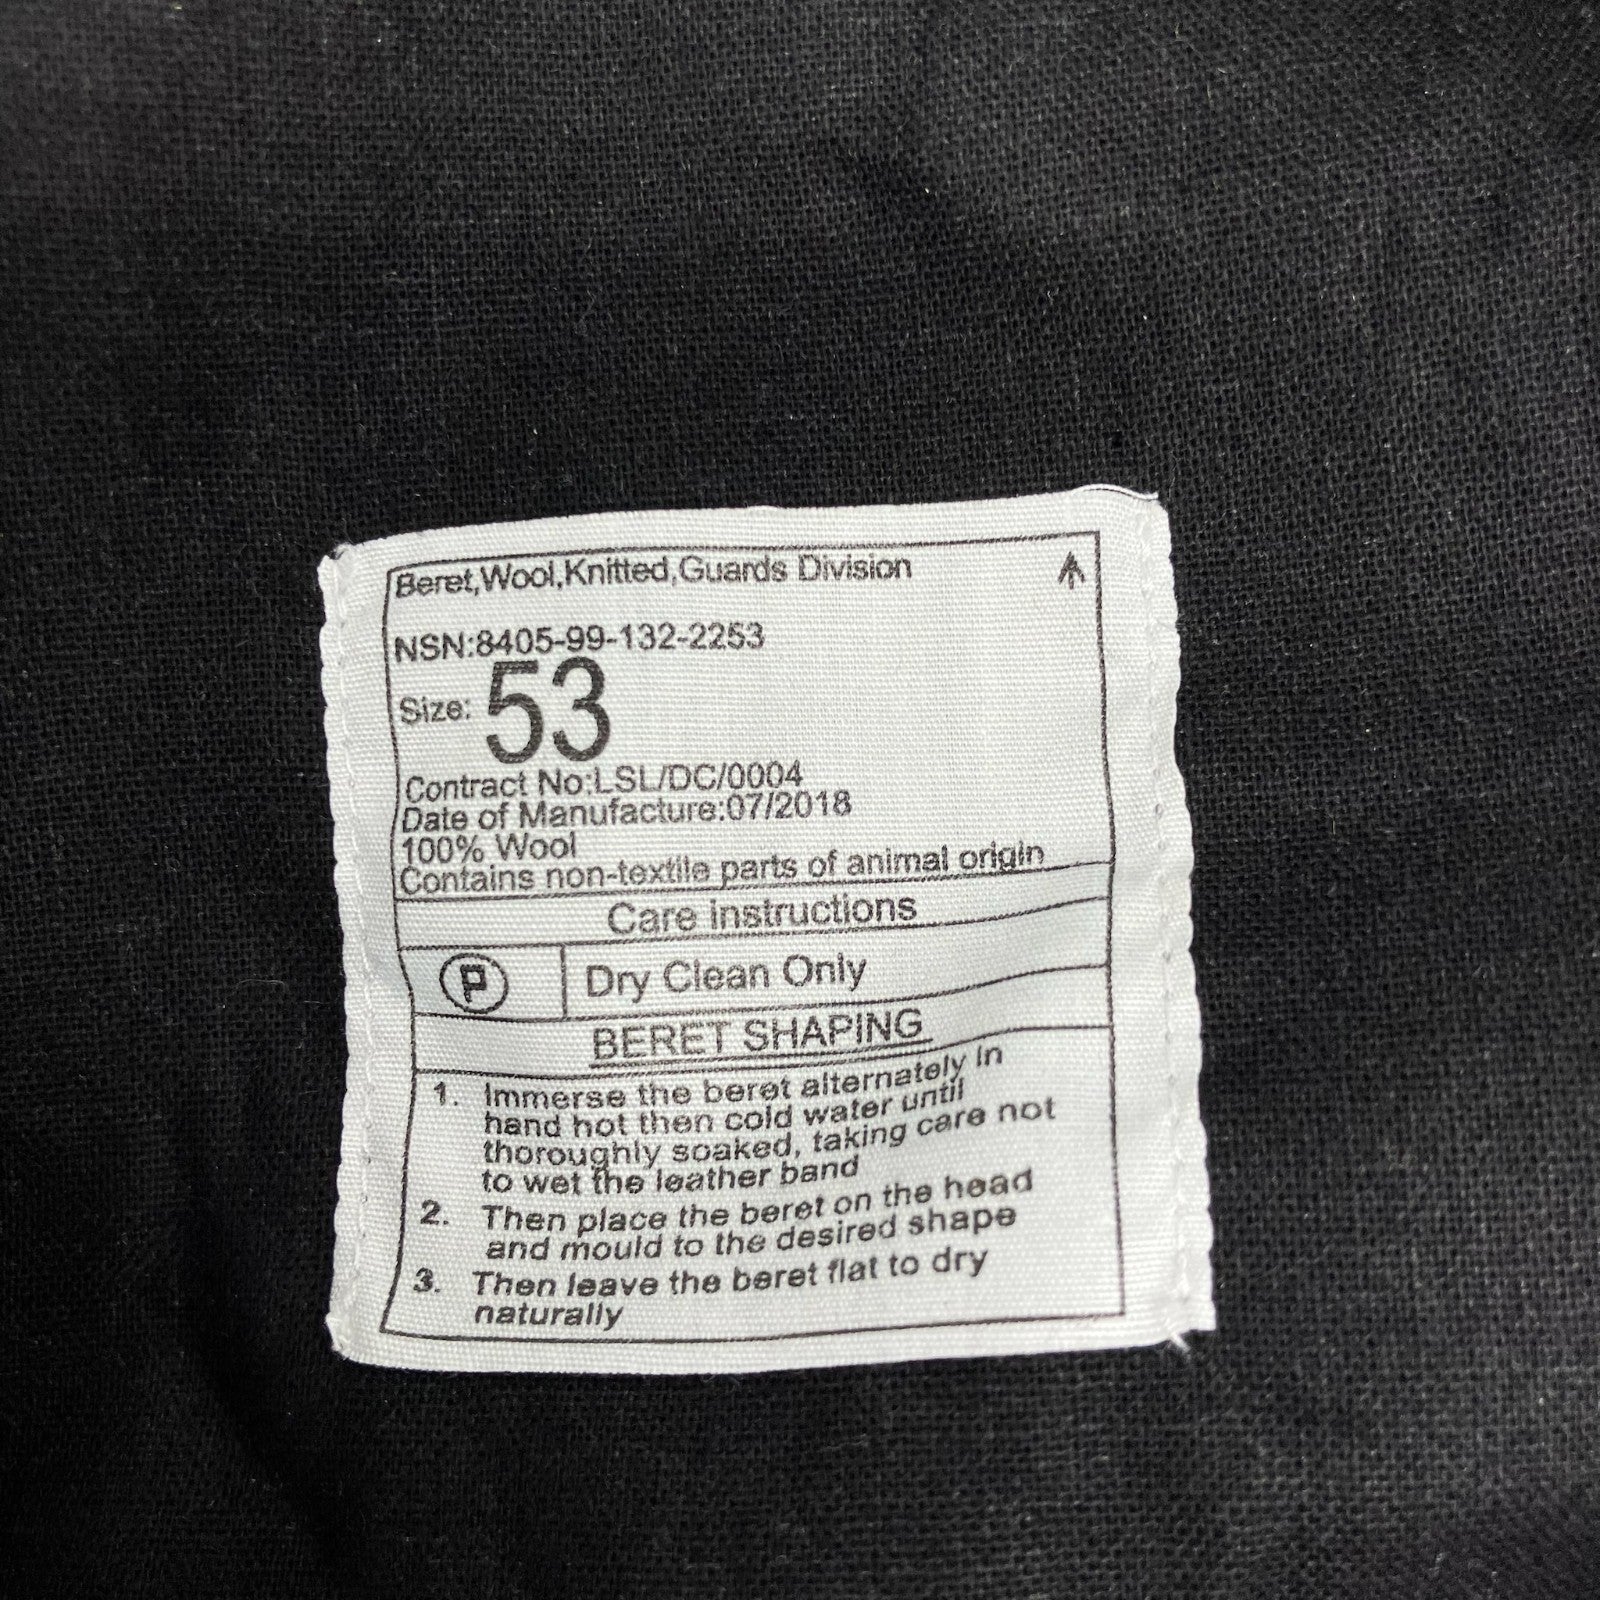 Beret,Wool,Knitted,Guards Division
NSN:8405-99-132-2253
Size: 53
Contract No:LSL/DC/0004
Date of Manufacture:07/2018
100% Wool
Contains non-textile parts of animal origin
Care instructions
P Dry Clean Only
BERET SHAPING
1. Immerse the beret alternately in
hand hot then cold water until
thoroughly soaked, taking care not
to wet the leather band
2. Then place the beret on the head
and mould to the desired shape
3. Then leave the beret flat to dry
naturally